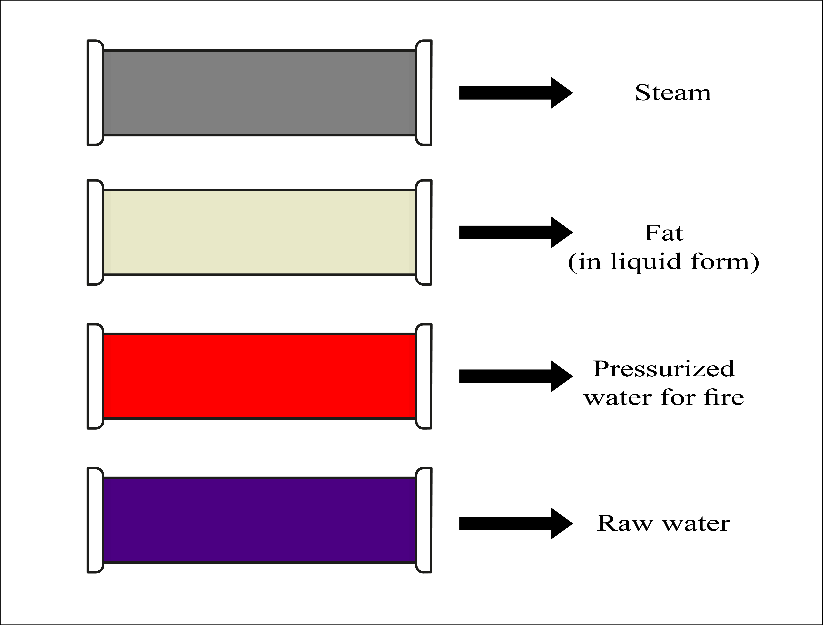 Steam
Fat
(in liquid form)
Pressurized
water for fire
Raw water